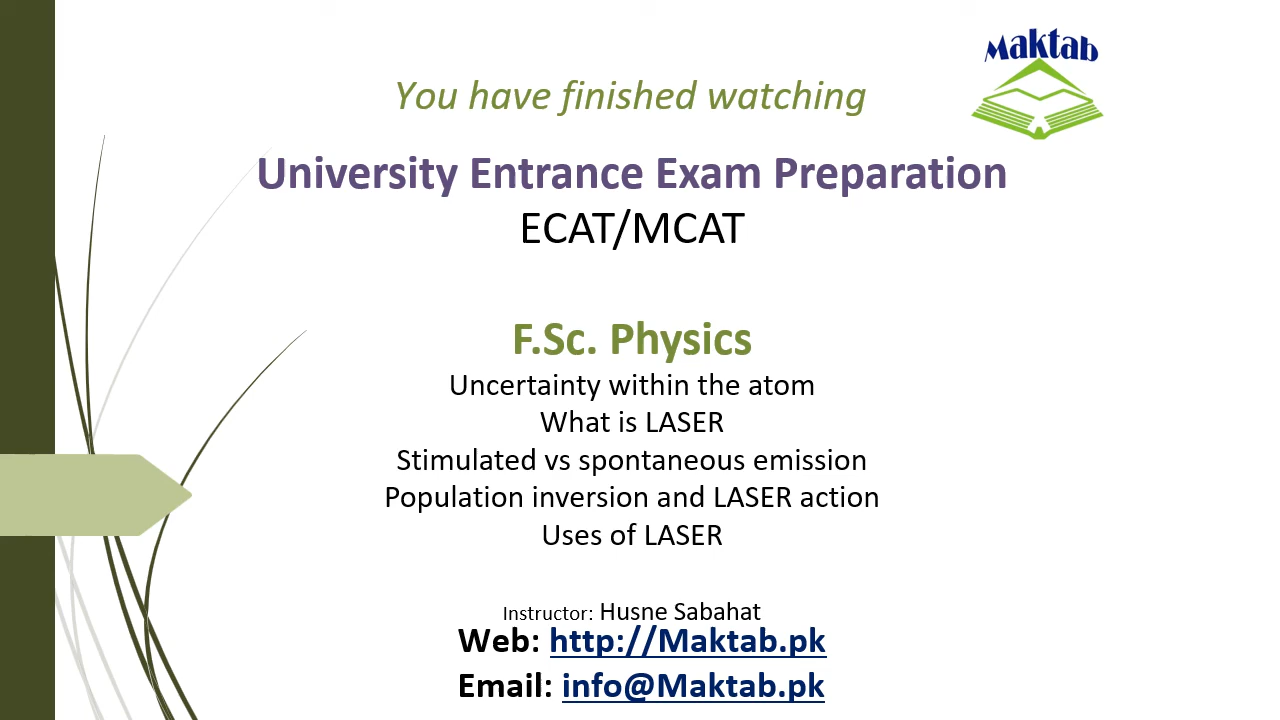 Maktab
You have finished watching
University Entrance Exam Preparation
ECAT/MCAT
F.Sc. Physics
Uncertainty within the atom
What is LASER
Stimulated vs spontaneous emission
Population inversion and LASER action
Uses of LASER
Instructor: Husne Sabahat
Web: http://Maktab.pk
Email: info@Maktab.pk